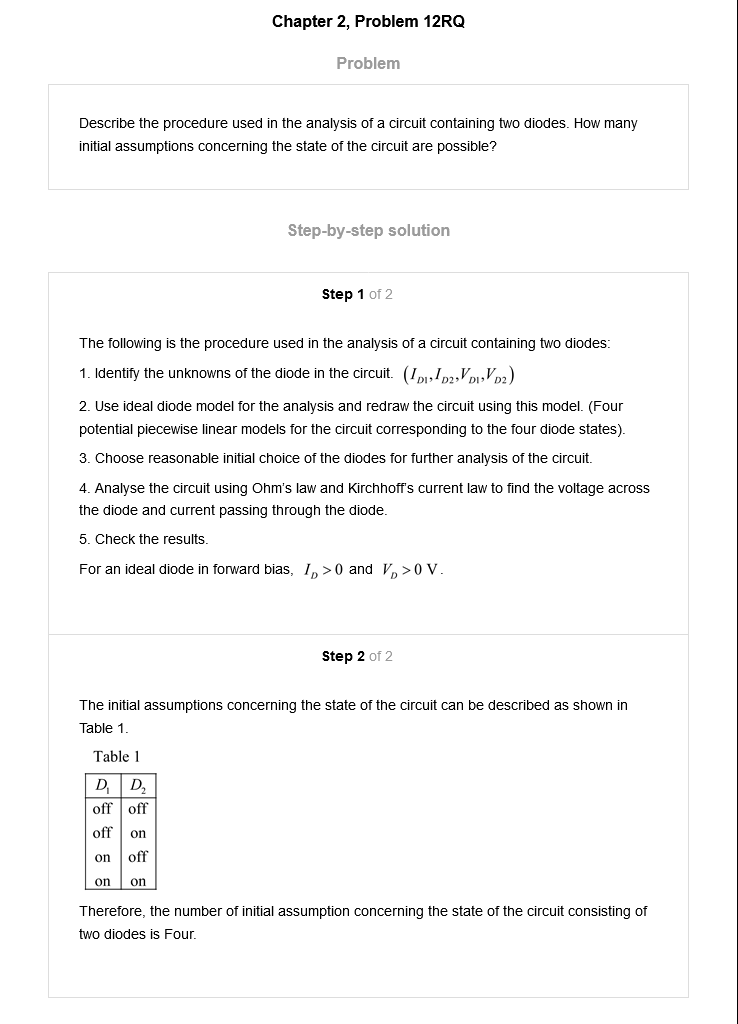 Chapter 2, Problem 12RQ
Problem
Describe the procedure used in the analysis of a circuit containing two diodes. How many
initial assumptions concerning the state of the circuit are possible?
Step-by-step solution
Step 1 of 2
The following is the procedure used in the analysis of a circuit containing two diodes:
1. Identify the unknowns of the diode in the circuit. (I_D1, I_D2, V_D1, V_D2)
2. Use ideal diode model for the analysis and redraw the circuit using this model. (Four
potential piecewise linear models for the circuit corresponding to the four diode states).
3. Choose reasonable initial choice of the diodes for further analysis of the circuit.
4. Analyse the circuit using Ohm's law and Kirchhoff's current law to find the voltage across
the diode and current passing through the diode.
5. Check the results.
For an ideal diode in forward bias, I_D > 0 and V_D > 0 V.
Step 2 of 2
The initial assumptions concerning the state of the circuit can be described as shown in
Table 1.
Table 1
D₁ D₂
off off
off on
on off
on on
Therefore, the number of initial assumption concerning the state of the circuit consisting of
two diodes is Four.